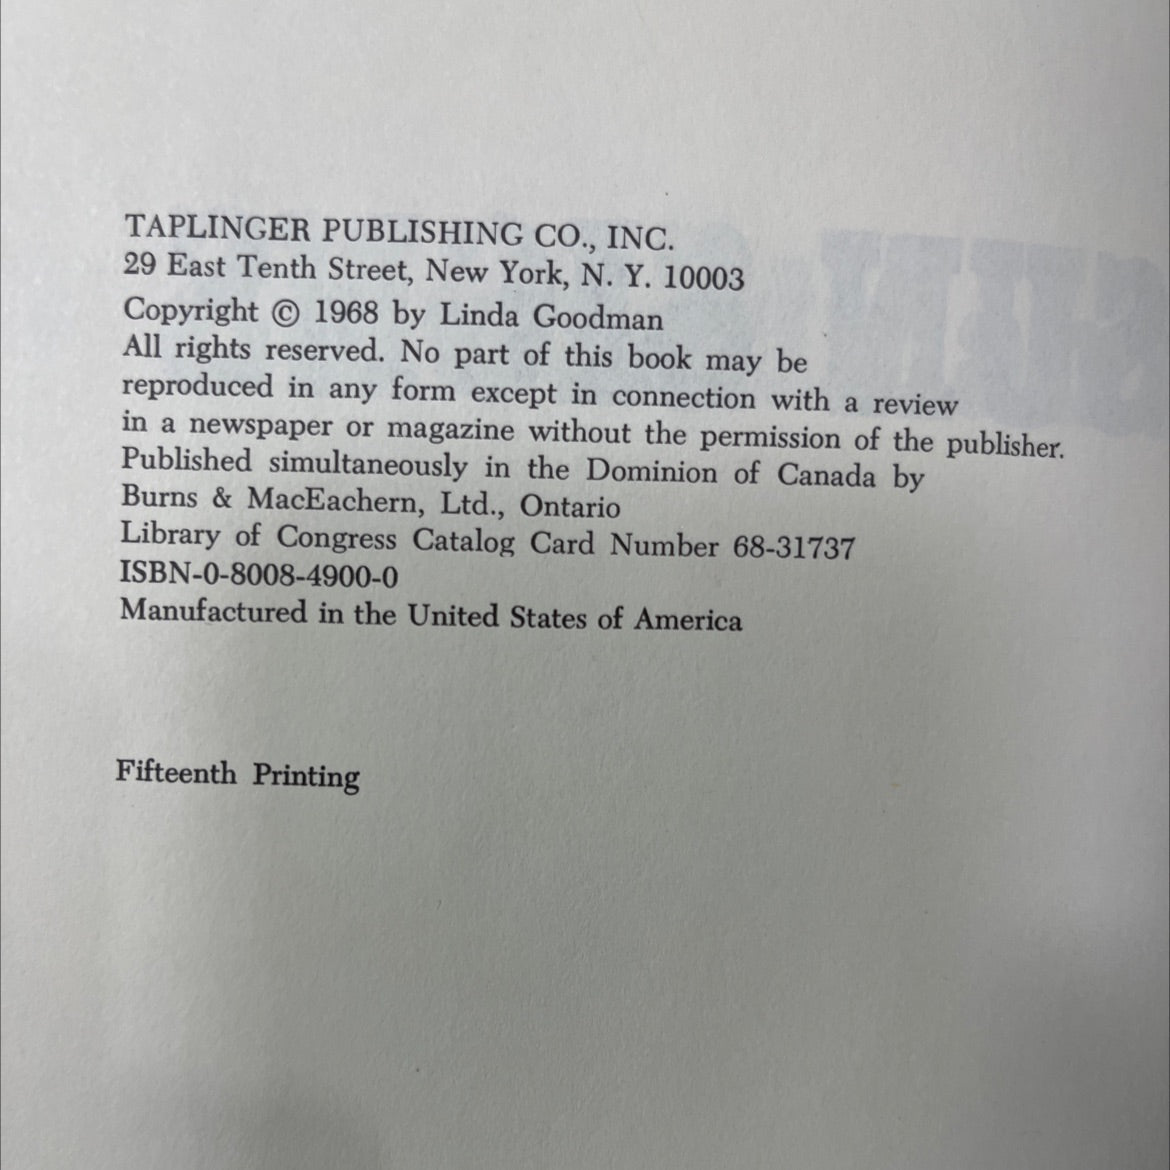 TAPLINGER PUBLISHING CO., INC.
29 East Tenth Street, New York, N. Y. 10003
Copyright © 1968 by Linda Goodman
All rights reserved. No part of this book may be
reproduced in any form except in connection with a review
in a newspaper or magazine without the permission of the publisher.
Published simultaneously in the Dominion of Canada by
Burns & MacEachern, Ltd., Ontario
Library of Congress Catalog Card Number 68-31737
ISBN-0-8008-4900-0
Manufactured in the United States of America
Fifteenth Printing